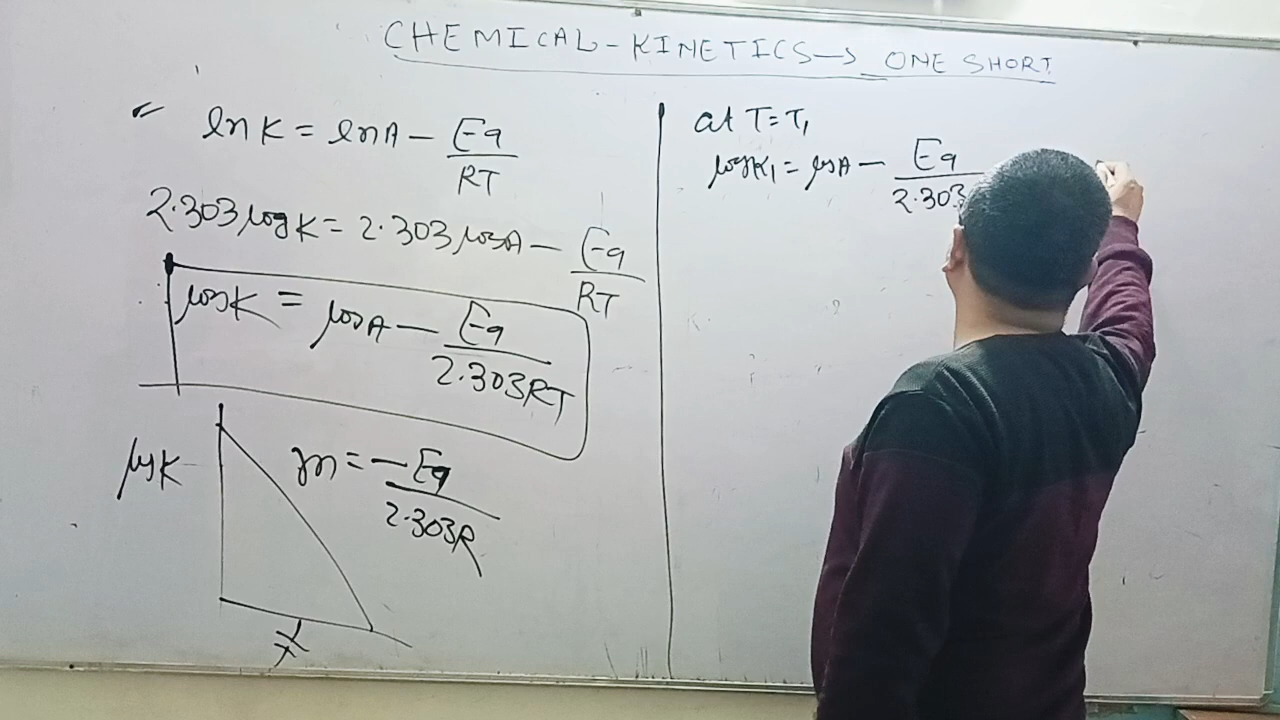 CHEMICAL-KINETICS→ ONE SHORT
ln K = ln A - Ea/RT
2.303 log K = 2.303 log A - Ea/RT
log K = log A - Ea/2.303RT
log K
m = -Ea/2.303R
1/T
at T = T₁
log K₁ = log A - Ea/2.303